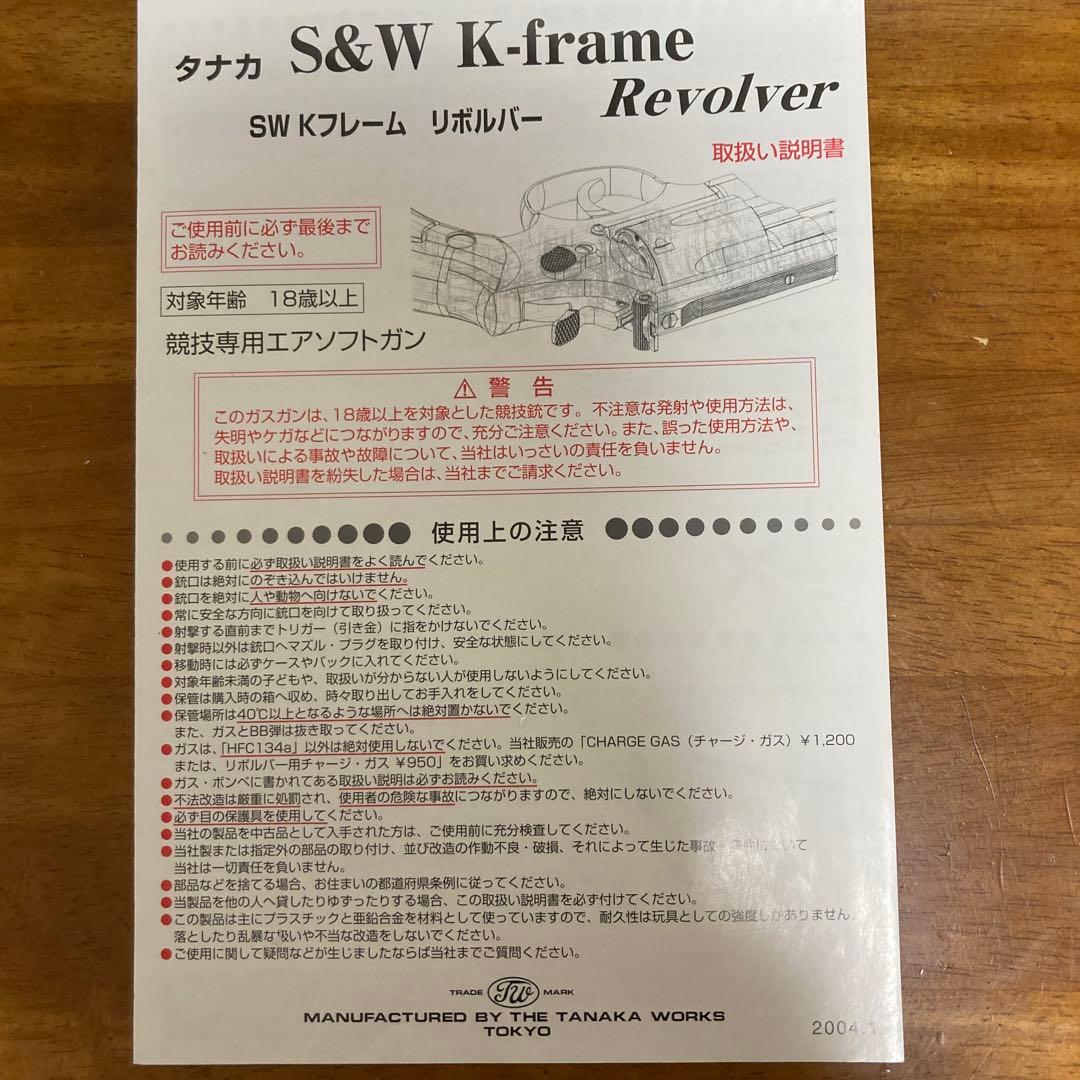 タナカ S&W K-frame
Revolver
SW Kフレーム リボルバー
取扱い説明書
ご使用前に必ず最後まで
お読みください。
対象年齢 18歳以上
競技専用エアソフトガン
⚠ 警告
このガスガンは、18歳以上を対象とした競技銃です。不注意な発射や使用方法は、
失明やケガなどにつながりますので、充分ご注意ください。また、誤った使用方法や、
取扱いによる事故や故障について、当社はいっさいの責任を負いません。
取扱い説明書を紛失した場合は、当社までご請求ください。
使用上の注意
●使用する前に必ず取扱い説明書をよく読んでください。
●銃口は絶対にのぞき込んではいけません。
●銃口を絶対に人や動物へ向けないでください。
●常に安全な方向に銃口を向けて取り扱ってください。
●射撃する直前までトリガー(引き金)に指をかけないでください。
●射撃時以外は銃口へマズル・プラグを取り付け、安全な状態にしてください。
●移動時には必ずケースやバックに入れてください。
●対象年齢未満の子どもや、取扱いが分からない人が使用しないようにしてください。
●保管は購入時の箱へ収め、時々取り出してお手入れをしてください。
●保管場所は40℃以上となるような場所へは絶対置かないでください。
また、ガスとBB弾は抜き取ってください。
●ガスは、「HFC134a」以外は絶対使用しないでください。当社販売の「CHARGE GAS(チャージ・ガス)¥1,200
または、リボルバー用チャージ・ガス ¥950」をお買い求めください。
●ガス・ボンベに書かれてある取扱い説明は必ずお読みください。
●不法改造は厳重に処罰され、使用者の危険な事故につながりますので、絶対にしないでください。
●必ず目の保護具を使用してください。
●当社の製品を中古品として入手された方は、ご使用前に充分検査してください。
●当社製または指定外の部品の取り付け、並び改造の作動不良・破損、それによって生じた事故・
当社は一切責任を負いません。
●部品などを捨てる場合、お住まいの都道府県条例に従ってください。
●当製品を他の人へ貸したりゆずったりする場合、この取扱い説明書を必ず付けてください。
●この製品は主にプラスチックと亜鉛合金を材料として使っていますので、耐久性は玩具としての強度しかありません。
落としたり乱暴な扱いや不当な改造をしないでください。
●ご使用に関して疑問などが生じましたならば当社までご質問ください。
TRADE TW MARK
MANUFACTURED BY THE TANAKA WORKS
TOKYO
2004.1